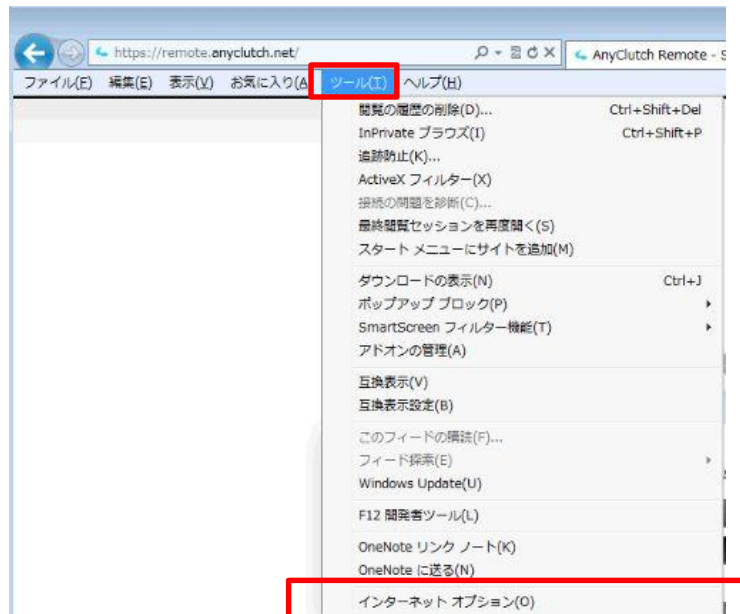 https://remote.anyclutch.net/
AnyClutch Remote - S
ファイル(F) 編集(E) 表示(V) お気に入り(A ツール(T) ヘルプ(H)
閲覧の履歴の削除(D)... Ctrl+Shift+Del
InPrivate ブラウズ(I) Ctrl+Shift+P
追跡防止(K)...
ActiveX フィルター(X)
接続の問題を診断(C)...
最終閲覧セッションを再度開く(S)
スタート メニューにサイトを追加(M)
ダウンロードの表示(N) Ctrl+J
ポップアップ ブロック(P)
SmartScreen フィルター機能(T)
アドオンの管理(A)
互換表示(V)
互換表示設定(B)
このフィードの購読(F)...
フィード探索(E)
Windows Update(U)
F12 開発者ツール(L)
OneNote リンク ノート(K)
OneNote に送る(N)
インターネット オプション(O)